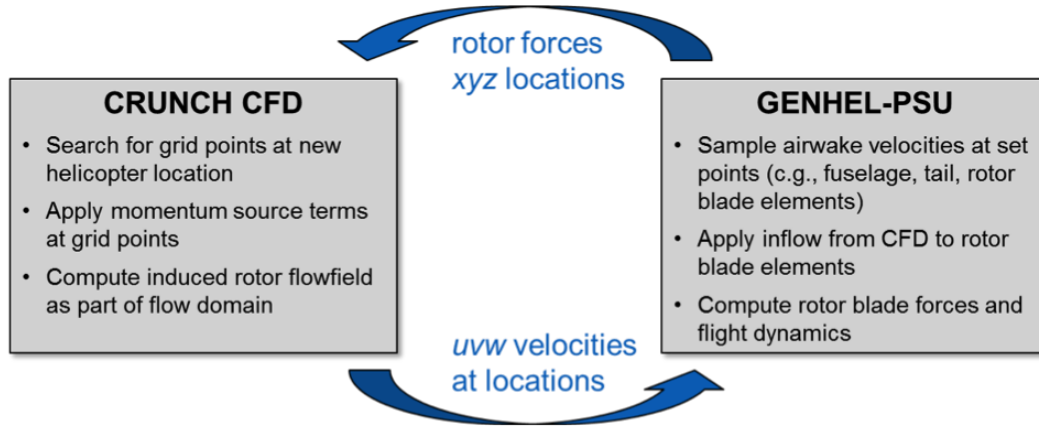 rotor forces
xyz locations
CRUNCH CFD
• Search for grid points at new
helicopter location
• Apply momentum source terms
at grid points
• Compute induced rotor flowfield
as part of flow domain
GENHEL-PSU
• Sample airwake velocities at set
points (c.g., fuselage, tail, rotor
blade elements)
• Apply inflow from CFD to rotor
blade elements
• Compute rotor blade forces and
flight dynamics
uvw velocities
at locations